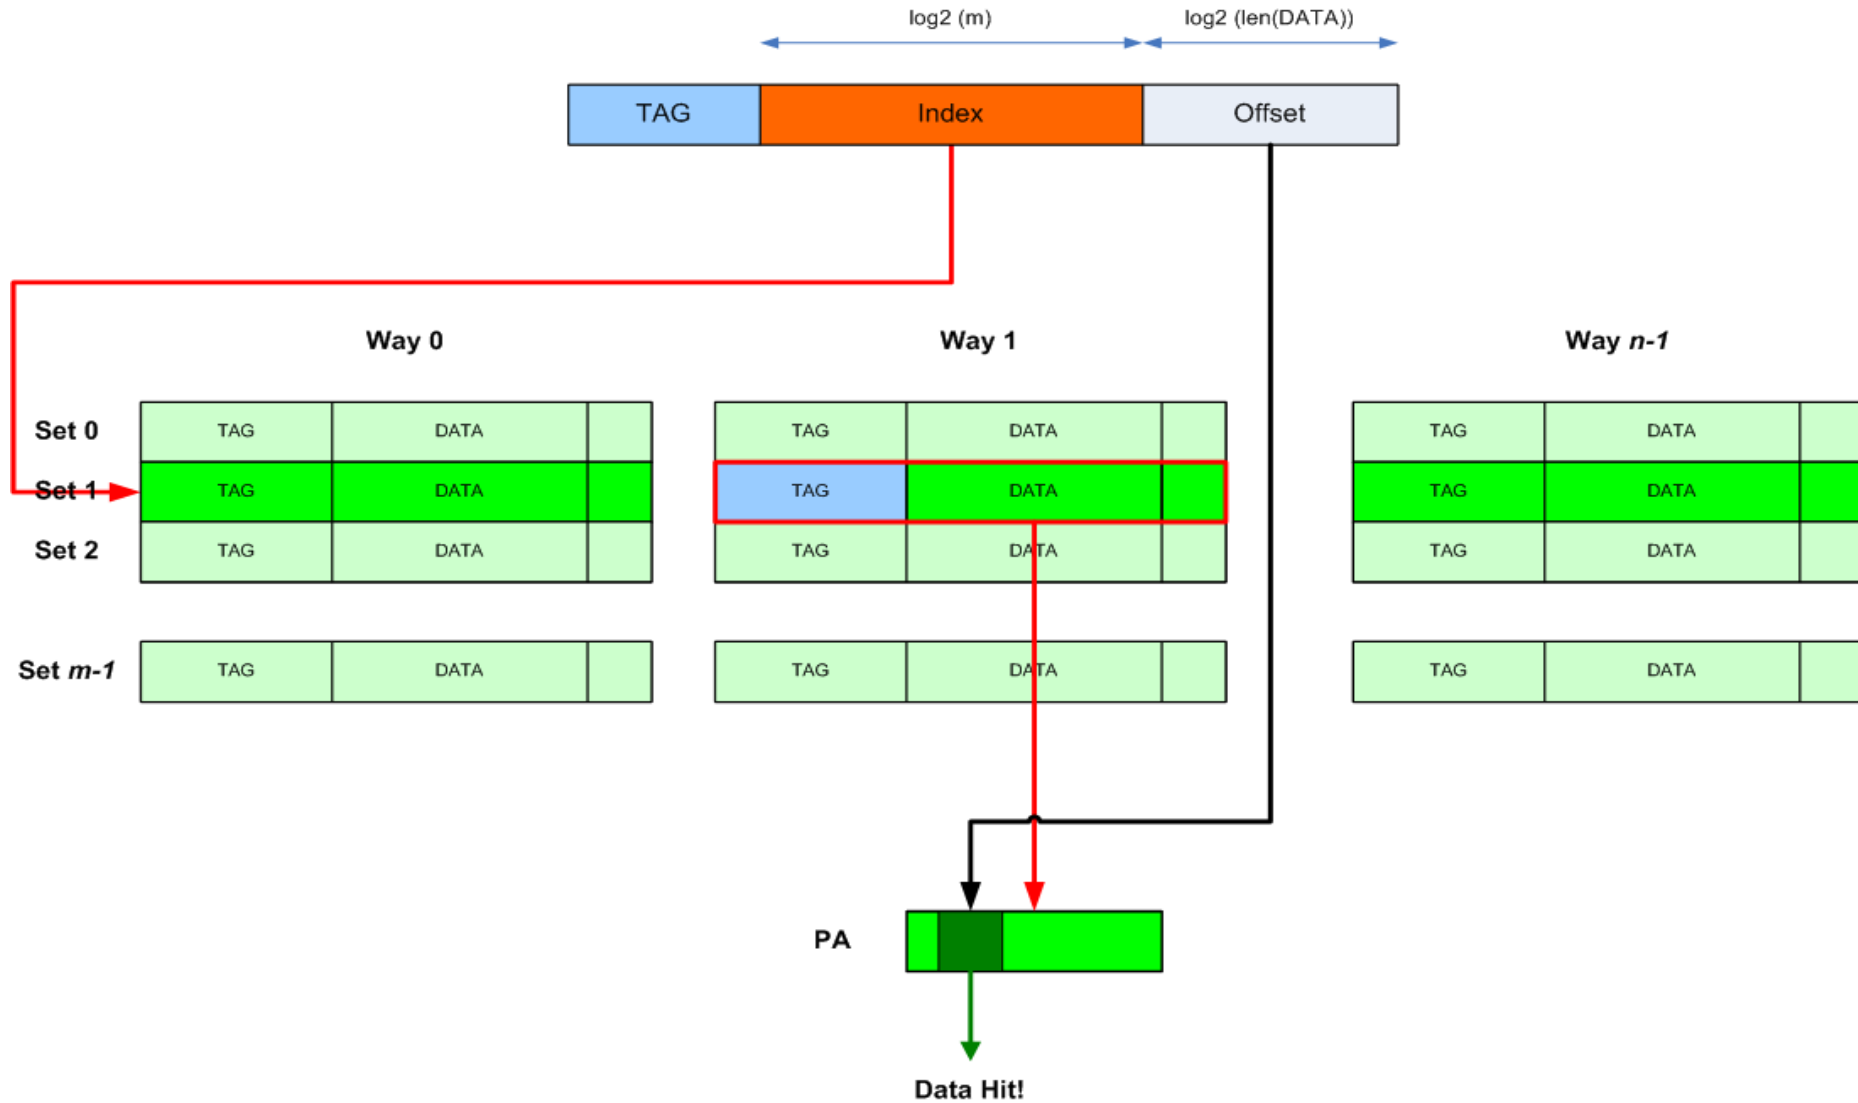 log2 (m) log2 (len(DATA))
TAG Index Offset
Way 0 Way 1 Way n-1
Set 0 TAG DATA TAG DATA TAG DATA
Set 1 TAG DATA TAG DATA TAG DATA
Set 2 TAG DATA TAG DATA TAG DATA
Set m-1 TAG DATA TAG DATA TAG DATA
PA
Data Hit!